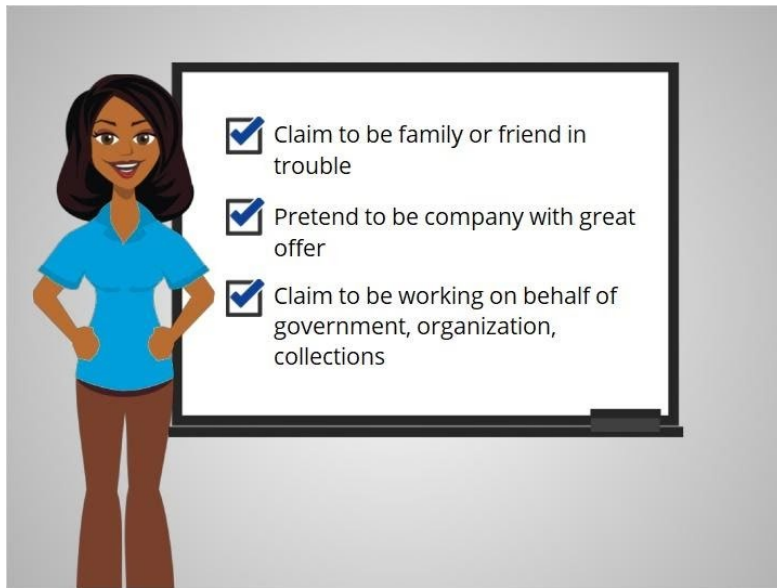 Claim to be family or friend in
trouble
Pretend to be company with great
offer
Claim to be working on behalf of
government, organization,
collections